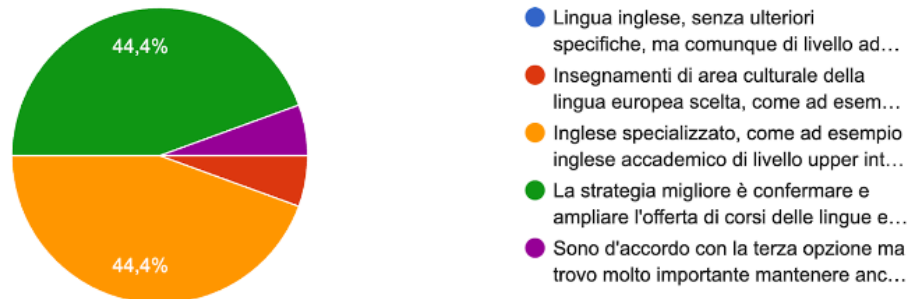 44,4%
44,4%
Lingua inglese, senza ulteriori
specifiche, ma comunque di livello ad…
Insegnamenti di area culturale della
lingua europea scelta, come ad esem…
Inglese specializzato, come ad esempio
inglese accademico di livello upper int…
La strategia migliore è confermare e
ampliare l'offerta di corsi delle lingue e…
Sono d'accordo con la terza opzione ma
trovo molto importante mantenere anc…